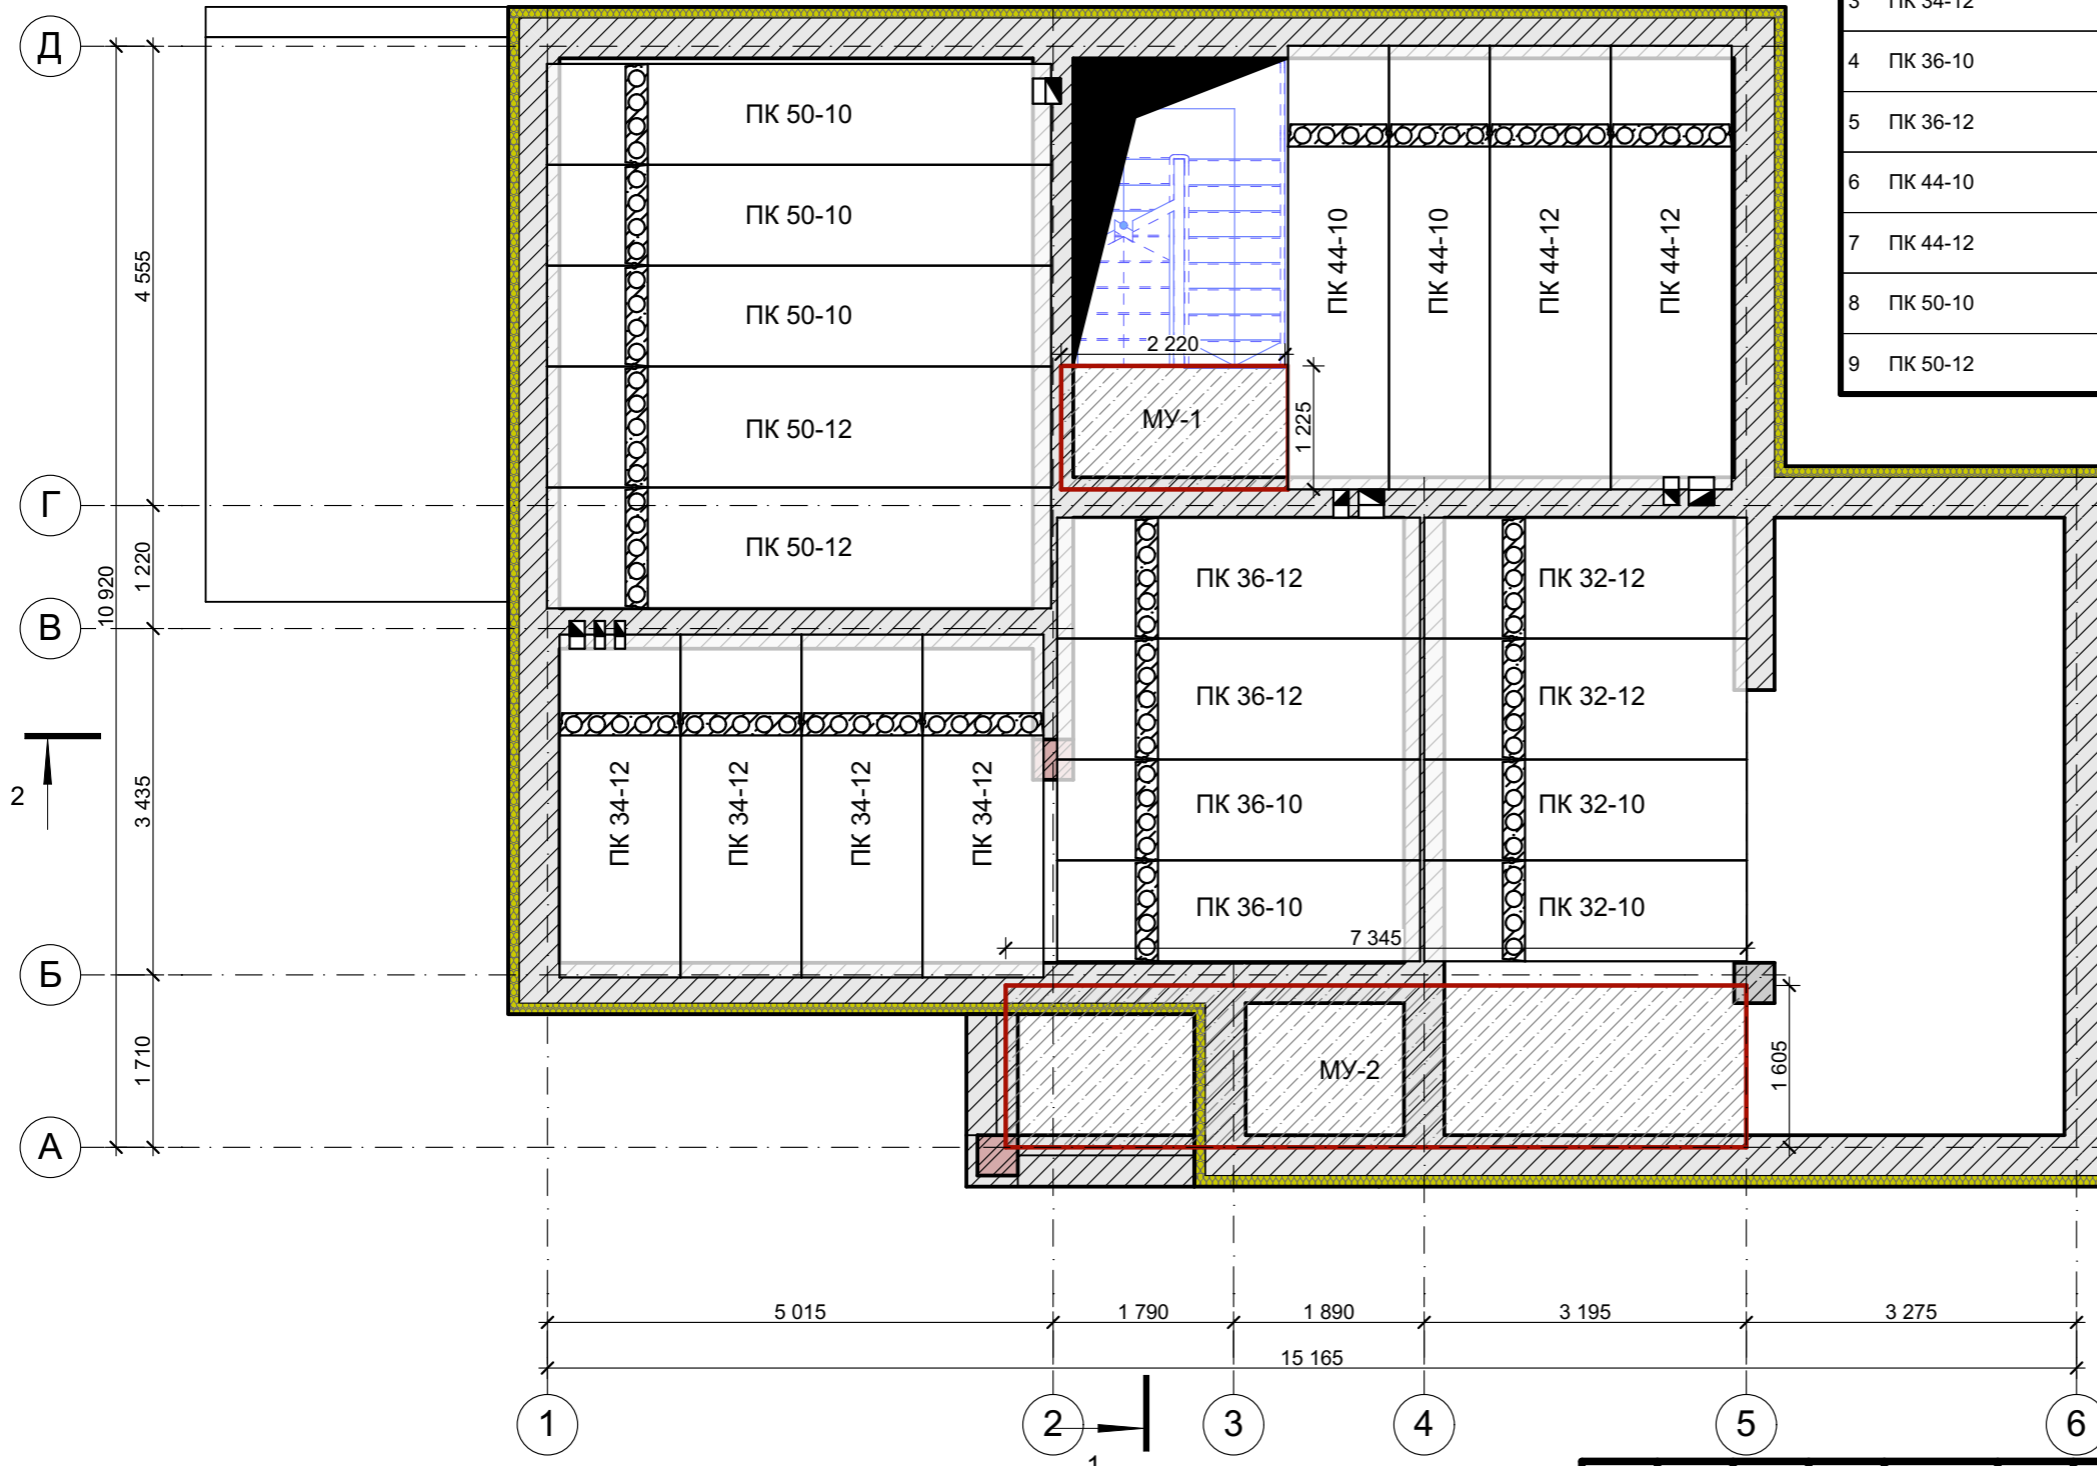 3 ПК 34-12
4 ПК 36-10
5 ПК 36-12
6 ПК 44-10
7 ПК 44-12
8 ПК 50-10
9 ПК 50-12
Д
Г
В
Б
А
4 555
1 220
10 920
3 435
1 710
2
ПК 50-10
ПК 50-10
ПК 50-10
ПК 50-12
ПК 50-12
2 220
МУ-1
1 225
ПК 44-10
ПК 44-10
ПК 44-12
ПК 44-12
ПК 34-12
ПК 34-12
ПК 34-12
ПК 34-12
ПК 36-12
ПК 36-12
ПК 36-10
ПК 36-10
ПК 32-12
ПК 32-12
ПК 32-10
ПК 32-10
7 345
МУ-2
1 605
5 015
1 790
1 890
3 195
3 275
15 165
1
2
3
4
5
6
1